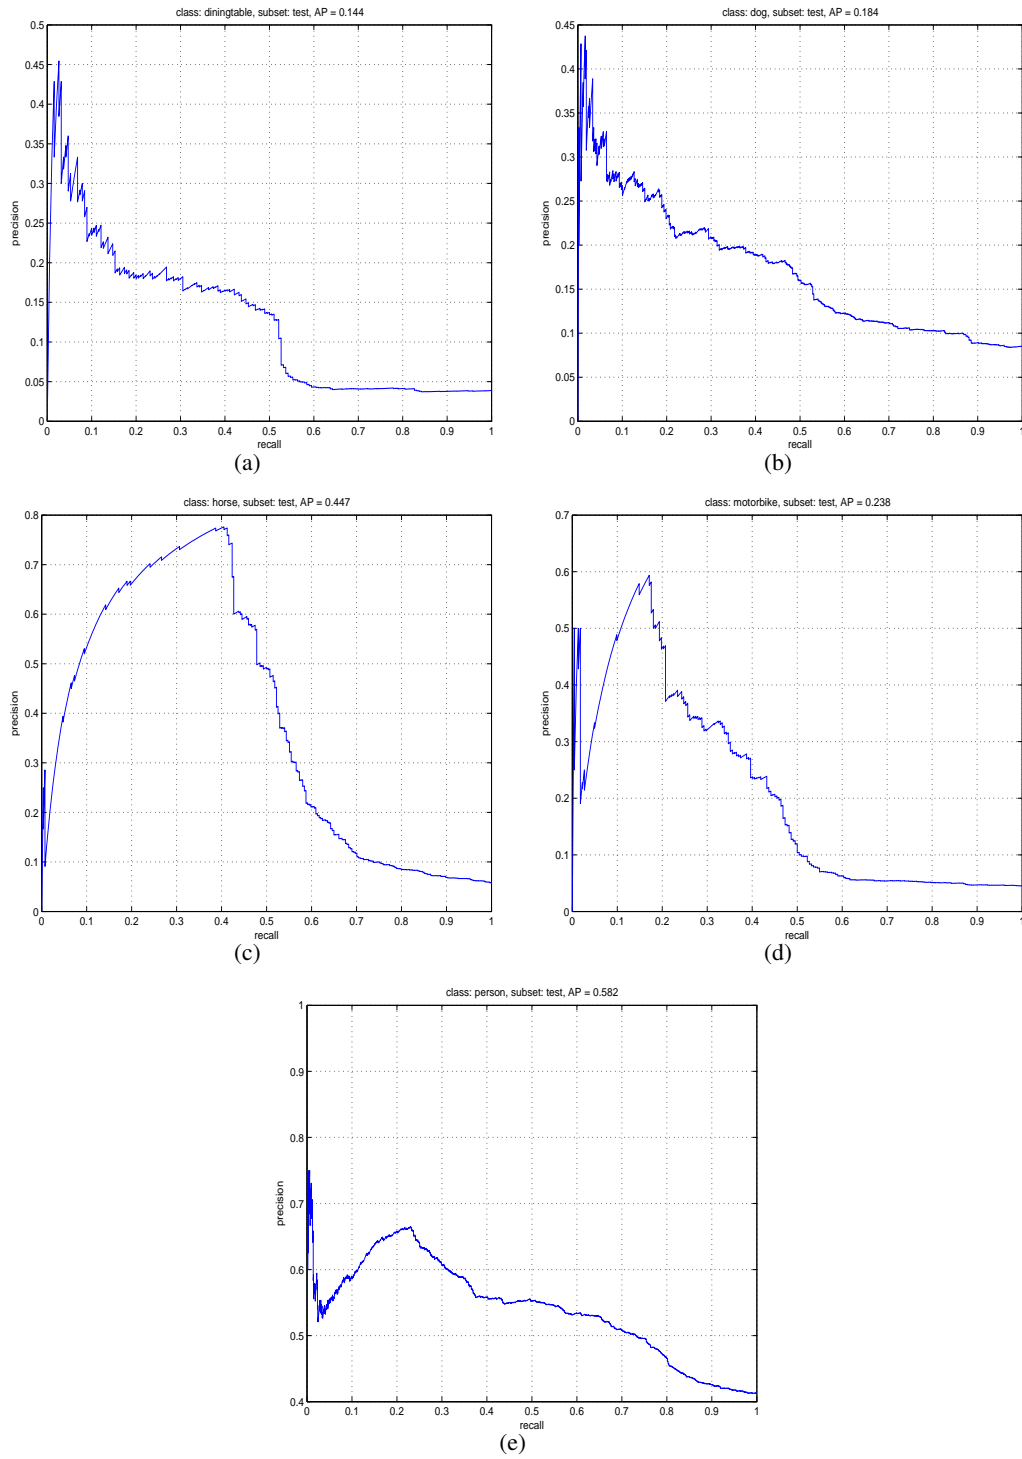 class: diningtable, subset: test, AP = 0.144
0.5
0.45
0.4
0.35
0.3
0.25
0.2
0.15
0.1
0.05
0
precision
0 0.1 0.2 0.3 0.4 0.5 0.6 0.7 0.8 0.9 1
recall
(a)
class: dog, subset: test, AP = 0.184
0.45
0.4
0.35
0.3
0.25
0.2
0.15
0.1
0.05
0
precision
0 0.1 0.2 0.3 0.4 0.5 0.6 0.7 0.8 0.9 1
recall
(b)
class: horse, subset: test, AP = 0.447
0.8
0.7
0.6
0.5
0.4
0.3
0.2
0.1
0
precision
0 0.1 0.2 0.3 0.4 0.5 0.6 0.7 0.8 0.9 1
recall
(c)
class: motorbike, subset: test, AP = 0.238
0.7
0.6
0.5
0.4
0.3
0.2
0.1
0
precision
0 0.1 0.2 0.3 0.4 0.5 0.6 0.7 0.8 0.9 1
recall
(d)
class: person, subset: test, AP = 0.582
1
0.9
0.8
0.7
0.6
0.5
0.4
precision
0 0.1 0.2 0.3 0.4 0.5 0.6 0.7 0.8 0.9 1
recall
(e)